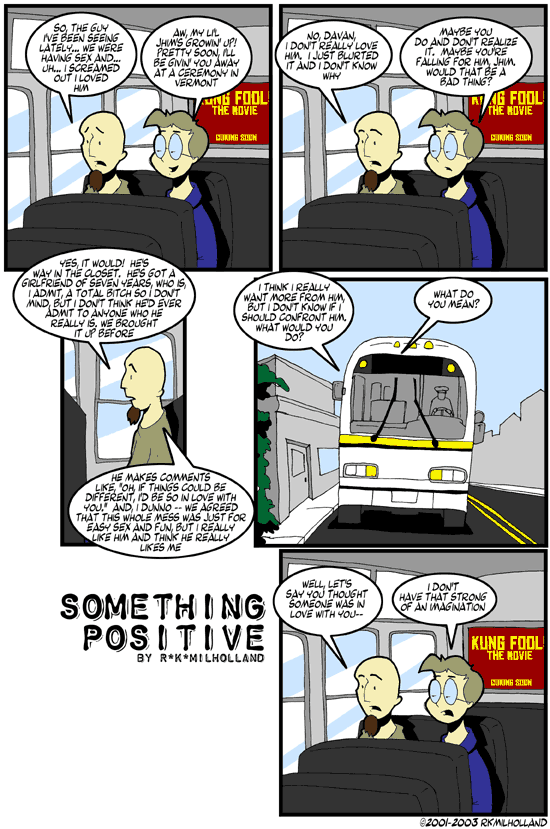 SO, THE GUY
I'VE BEEN SEEING
LATELY... WE WERE
HAVING SEX AND...
UH... I SCREAMED
OUT I LOVED
HIM
AW, MY LI'L
JHIM'S GROWIN' UP!
PRETTY SOON, I'LL
BE GIVIN' YOU AWAY
AT A CEREMONY IN
VERMONT
KUNG FOOL!
THE MOVIE
COMING SOON
NO, DAVAN,
I DON'T REALLY LOVE
HIM. I JUST BLURTED
IT AND I DON'T KNOW
WHY
MAYBE YOU
DO AND DON'T REALIZE
IT. MAYBE YOU'RE
FALLING FOR HIM, JHIM.
WOULD THAT BE A
BAD THING?
KUNG FOOL!
THE MOVIE
COMING SOON
YES, IT WOULD! HE'S
WAY IN THE CLOSET. HE'S GOT A
GIRLFRIEND OF SEVEN YEARS, WHO IS,
I ADMIT, A TOTAL BITCH SO I DON'T
MIND, BUT I DON'T THINK HE'D EVER
ADMIT TO ANYONE WHO HE
REALLY IS. WE BROUGHT
IT UP BEFORE
HE MAKES COMMENTS
LIKE, "OH, IF THINGS COULD BE
DIFFERENT, I'D BE SO IN LOVE WITH
YOU." AND, I DUNNO -- WE AGREED
THAT THIS WHOLE MESS WAS JUST FOR
EASY SEX AND FUN, BUT I REALLY
LIKE HIM AND THINK HE REALLY
LIKES ME
I THINK I REALLY
WANT MORE FROM HIM,
BUT I DON'T KNOW IF I
SHOULD CONFRONT HIM.
WHAT WOULD YOU
DO?
WHAT DO
YOU MEAN?
SOMETHING
POSITIVE
BY R*K*MILHOLLAND
WELL, LET'S
SAY YOU THOUGHT
SOMEONE WAS IN
LOVE WITH YOU--
I DON'T
HAVE THAT STRONG
OF AN IMAGINATION
KUNG FOOL!
THE MOVIE
COMING SOON
©2001-2003 RKMILHOLLAND